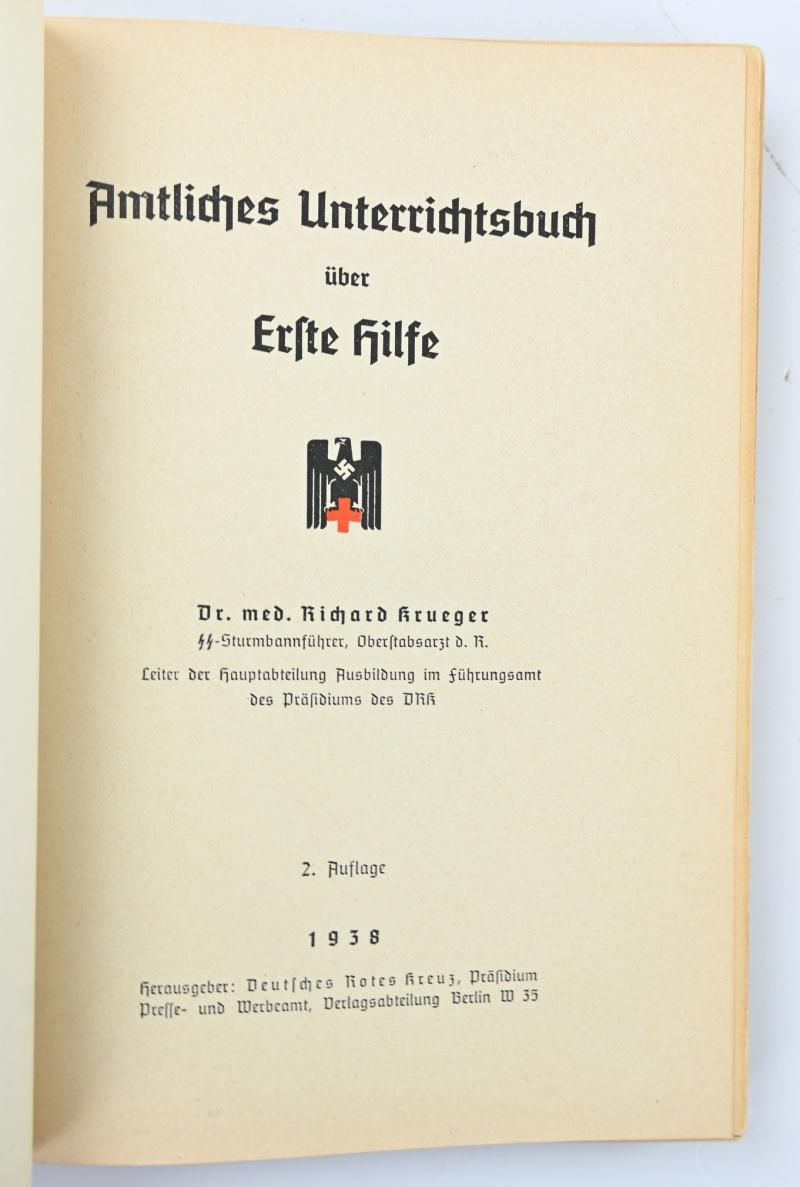 Amtliches Unterrichtsbuch
über
Erſte Hilfe
Dr. med. Richard Krueger
ᛋᛋ-Sturmbannführer, Oberſtabsarzt d. R.
Leiter der Hauptabteilung Ausbildung im Führungsamt
des Präſidiums des DRK
2. Auflage
1938
Herausgeber: Deutſches Rotes Kreuz, Präſidium
Preſſe- und Werbeamt, Verlagsabteilung Berlin W 35